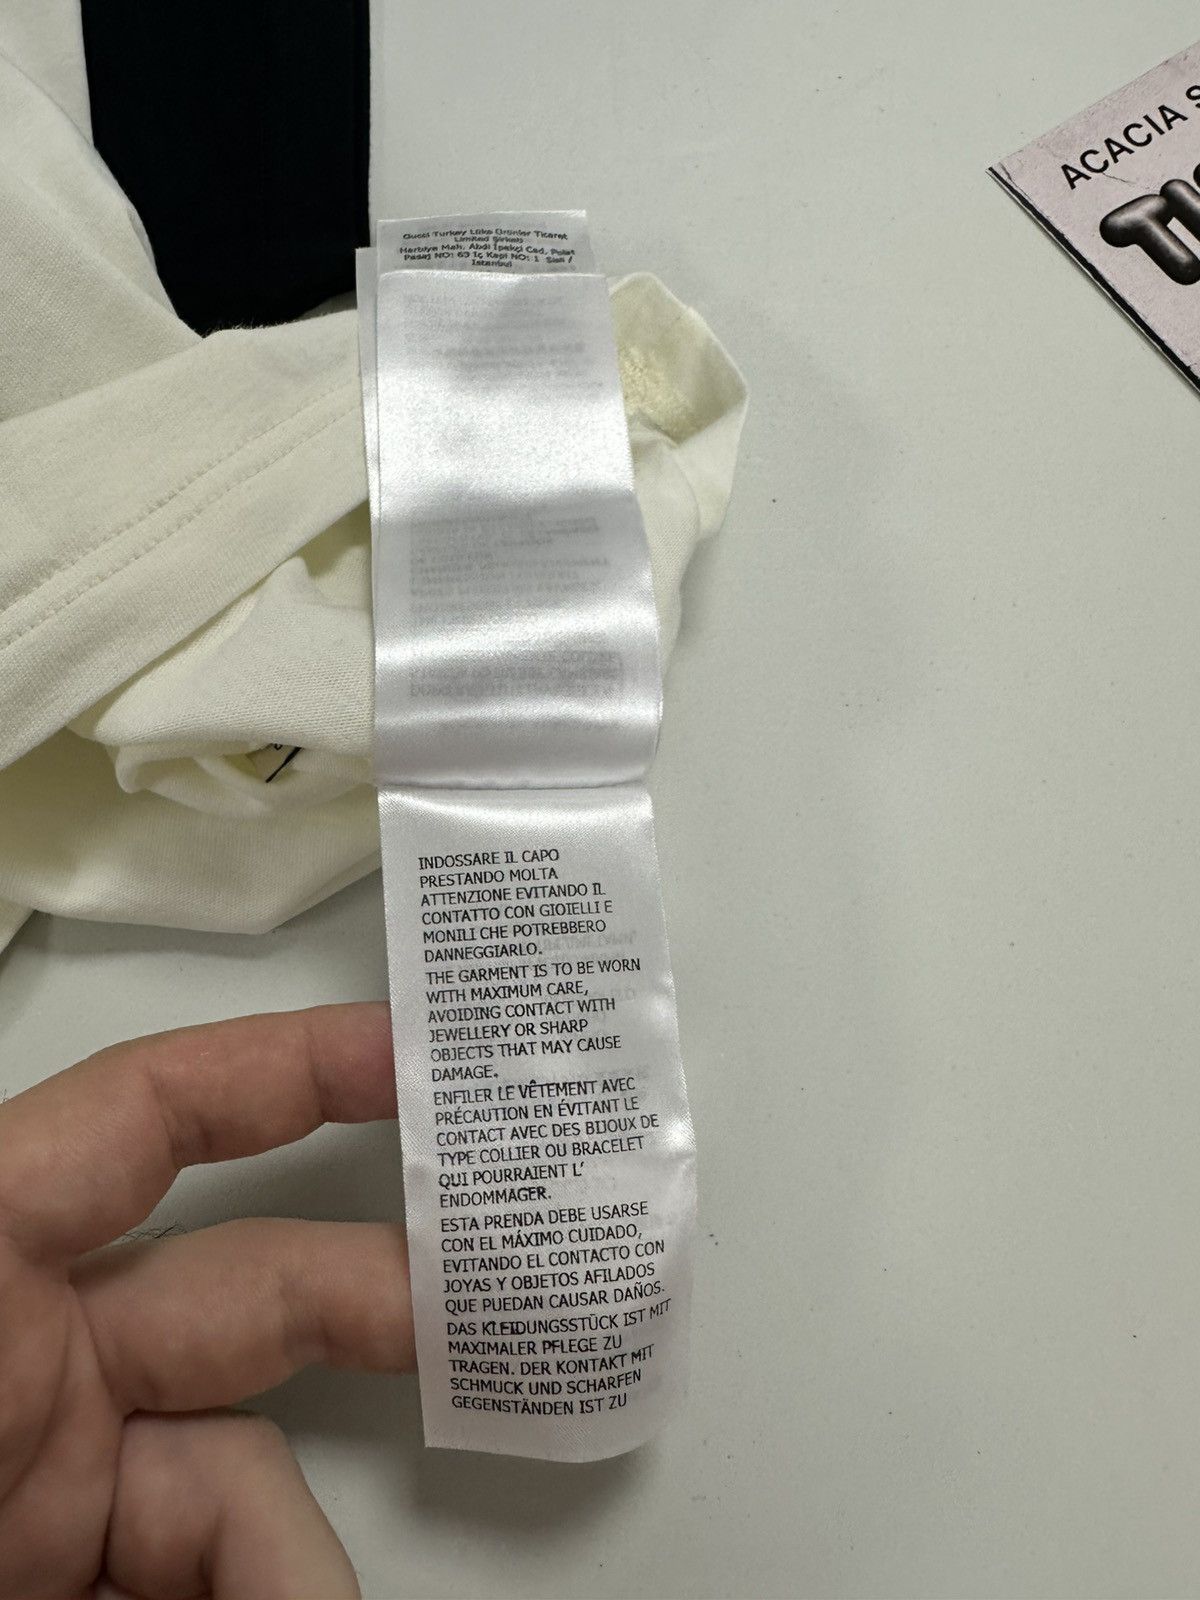 ACACIA S
Gucci Turkey Lüks Ürünler Ticaret
Limited Şirketi
Harbiye Mah. Abdi İpekçi Cad, Polat
Pasajı NO: 63 İç Kapı NO: 1 Şişli /
İstanbul
INDOSSARE IL CAPO
PRESTANDO MOLTA
ATTENZIONE EVITANDO IL
CONTATTO CON GIOIELLI E
MONILI CHE POTREBBERO
DANNEGGIARLO.
THE GARMENT IS TO BE WORN
WITH MAXIMUM CARE,
AVOIDING CONTACT WITH
JEWELLERY OR SHARP
OBJECTS THAT MAY CAUSE
DAMAGE.
ENFILER LE VÊTEMENT AVEC
PRÉCAUTION EN ÉVITANT LE
CONTACT AVEC DES BIJOUX DE
TYPE COLLIER OU BRACELET
QUI POURRAIENT L'
ENDOMMAGER.
ESTA PRENDA DEBE USARSE
CON EL MÁXIMO CUIDADO,
EVITANDO EL CONTACTO CON
JOYAS Y OBJETOS AFILADOS
QUE PUEDAN CAUSAR DAÑOS.
DAS KLEIDUNGSSTÜCK IST MIT
MAXIMALER PFLEGE ZU
TRAGEN. DER KONTAKT MIT
SCHMUCK UND SCHARFEN
GEGENSTÄNDEN IST ZU